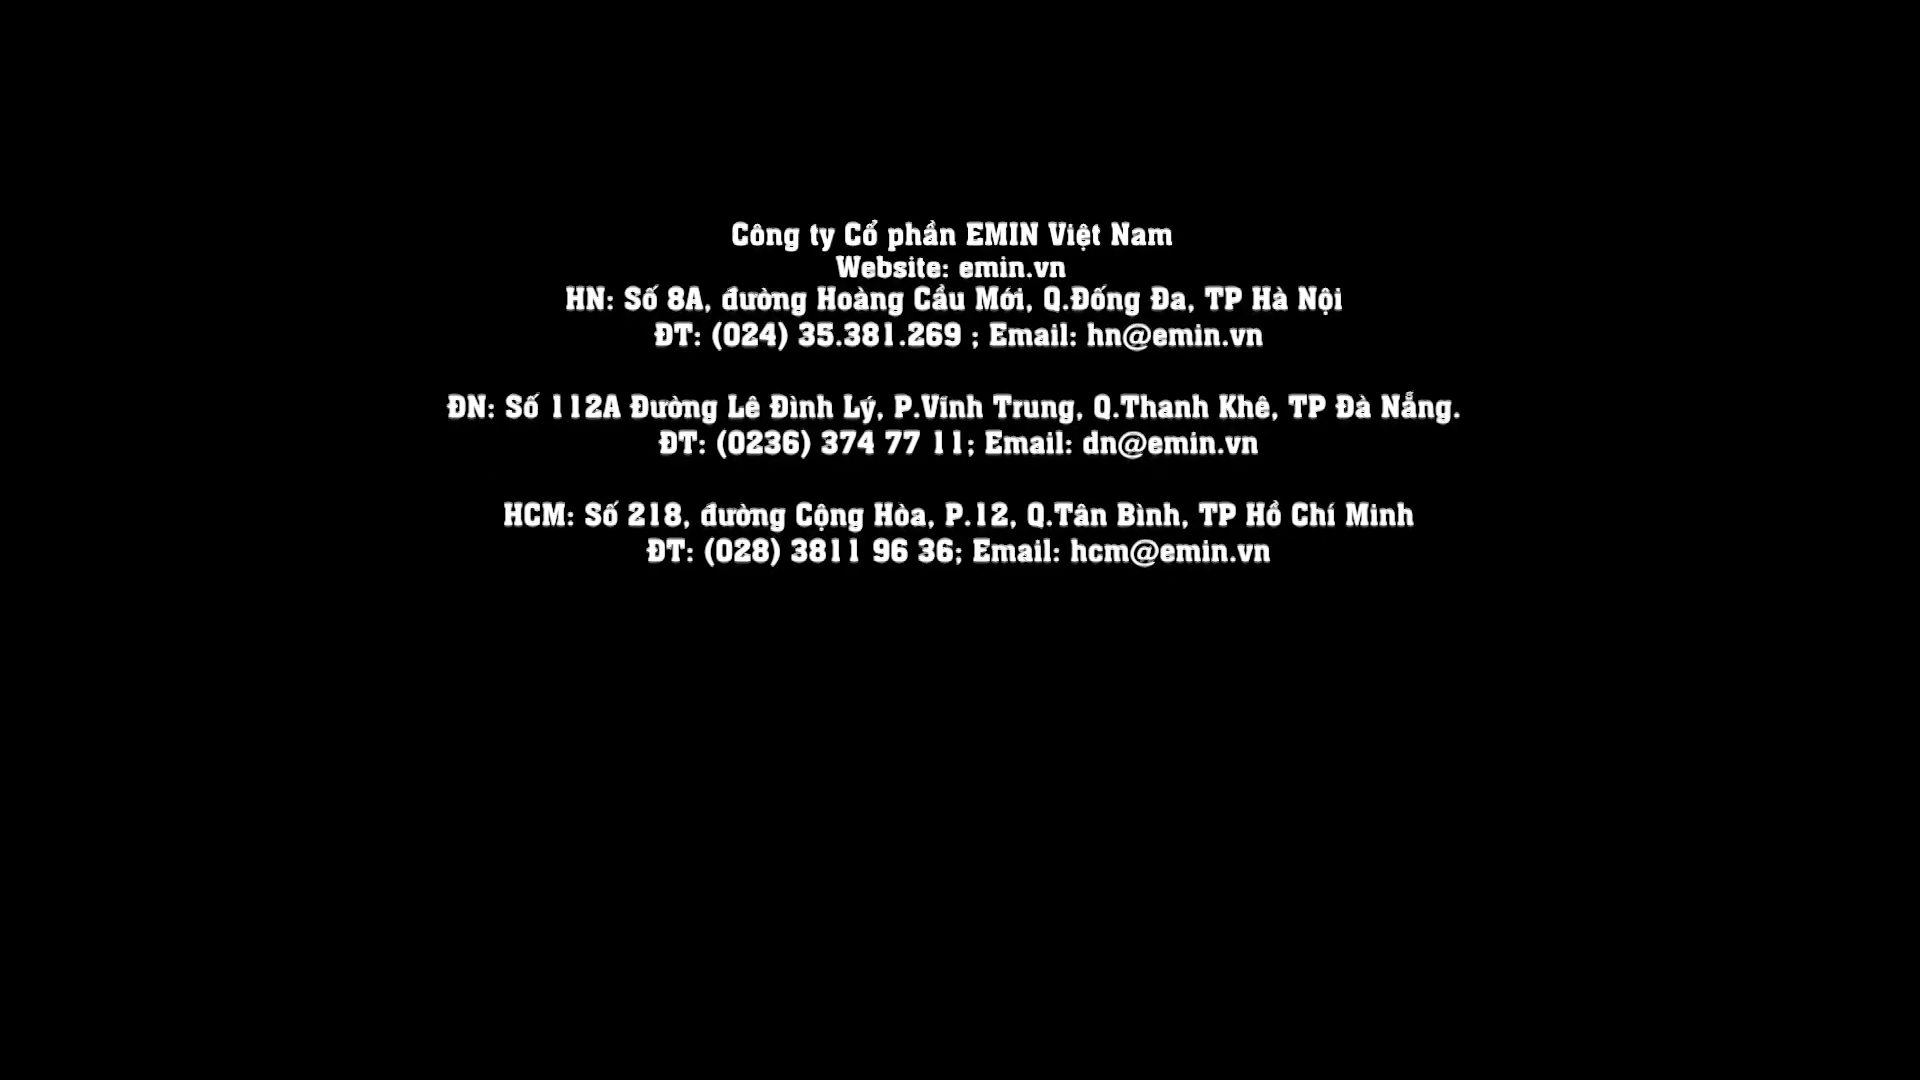 Công ty Cổ phần EMIN Việt Nam
Website: emin.vn
HN: Số 8A, đường Hoàng Cầu Mới, Q.Đống Đa, TP Hà Nội
ĐT: (024) 35.381.269 ; Email: hn@emin.vn
ĐN: Số 112A Đường Lê Đình Lý, P.Vĩnh Trung, Q.Thanh Khê, TP Đà Nẵng.
ĐT: (0236) 374 77 11; Email: dn@emin.vn
HCM: Số 218, đường Cộng Hòa, P.12, Q.Tân Bình, TP Hồ Chí Minh
ĐT: (028) 3811 96 36; Email: hcm@emin.vn